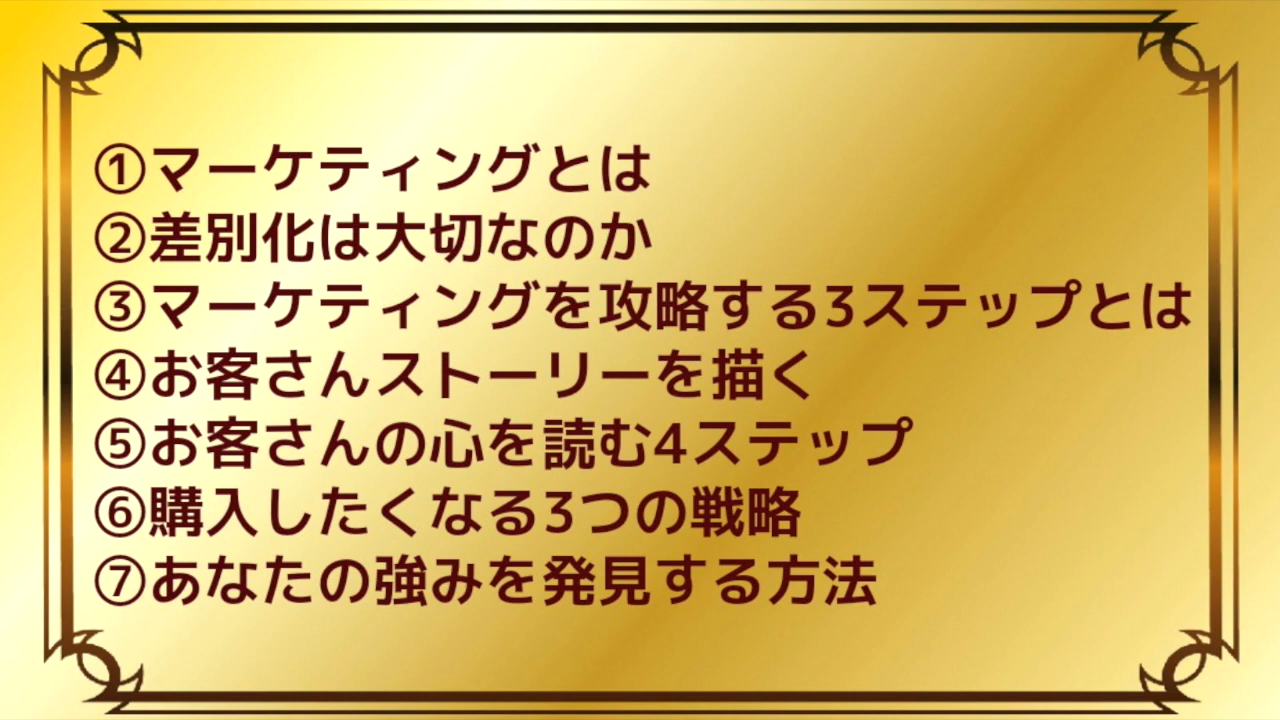 ①マーケティングとは
②差別化は大切なのか
③マーケティングを攻略する3ステップとは
④お客さんストーリーを描く
⑤お客さんの心を読む4ステップ
⑥購入したくなる3つの戦略
⑦あなたの強みを発見する方法